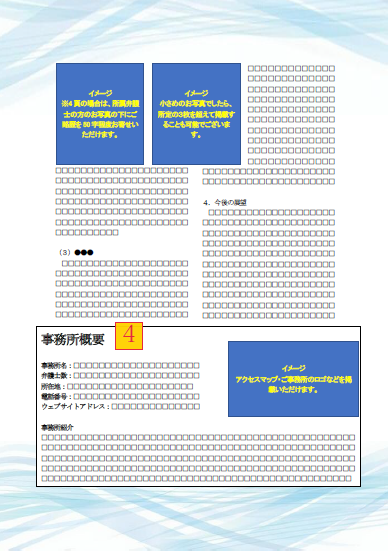 イメージ
※4頁の場合は、所属弁護
士の方のお写真の下にご
略歴を50字程度お寄せい
ただけます。
イメージ
小さめのお写真でしたら、
所定の3枚を超えて掲載す
ることも可能でございま
す。
□□□□□□□□□□□□□□□□□□□□□
□□□□□□□□□□□□□□□□□□□□□
□□□□□□□□□□□□□□□□□□□□□
□□□□□□□□□□□□□□□□□□□□□
□□□□□□□□□□□□□□□□□□□□□
□□□□□□□□□□□□□□□□□□□□□
□□□□□□□□□□
（3）●●●
□□□□□□□□□□□□□□□□□□□□
□□□□□□□□□□□□□□□□□□□□□
□□□□□□□□□□□□□□□□□□□□□
□□□□□□□□□□□□□□□□□□□□□
□□□□□□□□□□□□□□□□□□□□□
□□□□□□□□□□□□□□□□□□□□□
□□□□□□□□□□□□□
□□□□□□□□□□□□□
□□□□□□□□□□□□□
□□□□□□□□□□□□□
□□□□□□□□□□□□□
□□□□□□□□□□□□□
□□□□□□□□□□□□□
□□□□□□□□□□□□□
□□□□□□□□□□□□□
□□□□□□□□□□□□□
□□□□□□□□□□□□□□□□□□□□□
□□□□□□□□□□□□□□□□□□□□□
4．今後の展望
□□□□□□□□□□□□□□□□□□□□
□□□□□□□□□□□□□□□□□□□□□
□□□□□□□□□□□□□□□□□□□□□
□□□□□□□□□□□□□□□□□□□□□
□□□□□□□□□□□□□□□□□□□□□
□□□□□□□□□□□□□□□□□□□□□
□□□□□□□□□□□□□□□□□□□□□
□□□□□□□□□□□□□□□□□□□□□
□□□□□□□□□□□□□□□□□□□□□
□□□□□□□□□□□□□□□□□□□□□
□□□□□□□□□□□□□□□□□□□□□
事務所概要 4
事務所名：□□□□□□□□□□□□□□□□□□□□
弁護士数：□□□□□□□□□□□□□□□□□□□□
所在地：□□□□□□□□□□□□□□□□□□□□
電話番号：□□□□□□□□□□□□□□□□□□□□
ウェブサイトアドレス：□□□□□□□□□□□□□□
イメージ
アクセスマップ・ご事務所のロゴなどを掲
載いただけます。
事務所紹介
□□□□□□□□□□□□□□□□□□□□□□□□□□□□□□□□□□□□□□□□□□□□□□□□□
□□□□□□□□□□□□□□□□□□□□□□□□□□□□□□□□□□□□□□□□□□□□□□□□□
□□□□□□□□□□□□□□□□□□□□□□□□□□□□□□□□□□□□□□□□□□□□□□□□□
□□□□□□□□□□□□□□□□□□□□□□□□□□□□□□□□□□□□□□□□□□□□□□□□□
□□□□□□□□□□□□□□□□□□□□□□□□□□□□□□□□□□□□□□□□□□□□□□□□